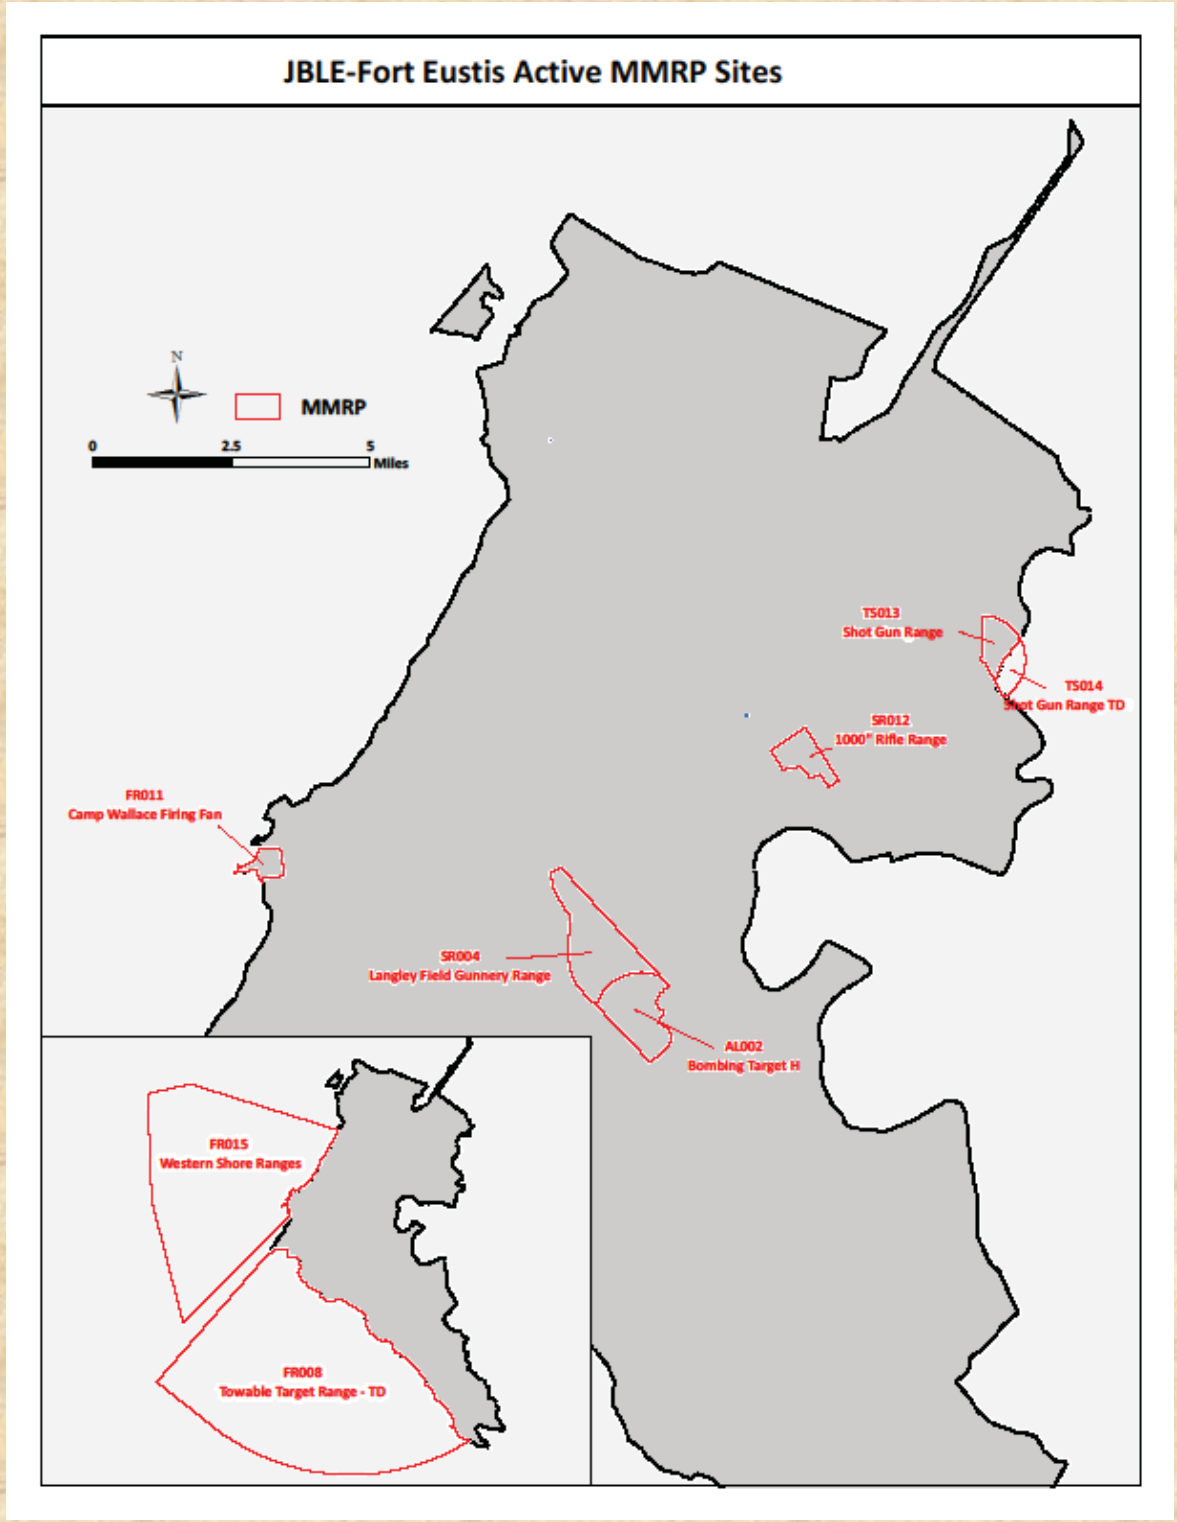 JBLE-Fort Eustis Active MMRP Sites
N
MMRP
0 2.5 5
Miles
TS013
Shot Gun Range
TS014
Shot Gun Range TD
SR012
1000" Rifle Range
FR011
Camp Wallace Firing Fan
SR004
Langley Field Gunnery Range
AL002
Bombing Target H
FR015
Western Shore Ranges
FR008
Towable Target Range - TD